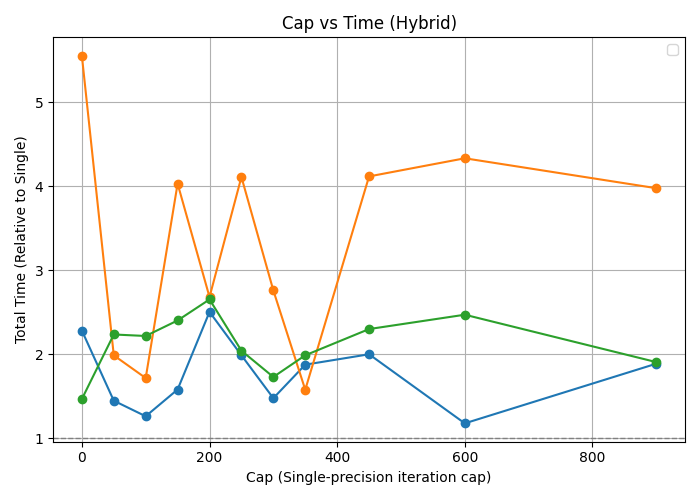 Cap vs Time (Hybrid)
Total Time (Relative to Single)
5
4
3
2
1
0 200 400 600 800
Cap (Single-precision iteration cap)